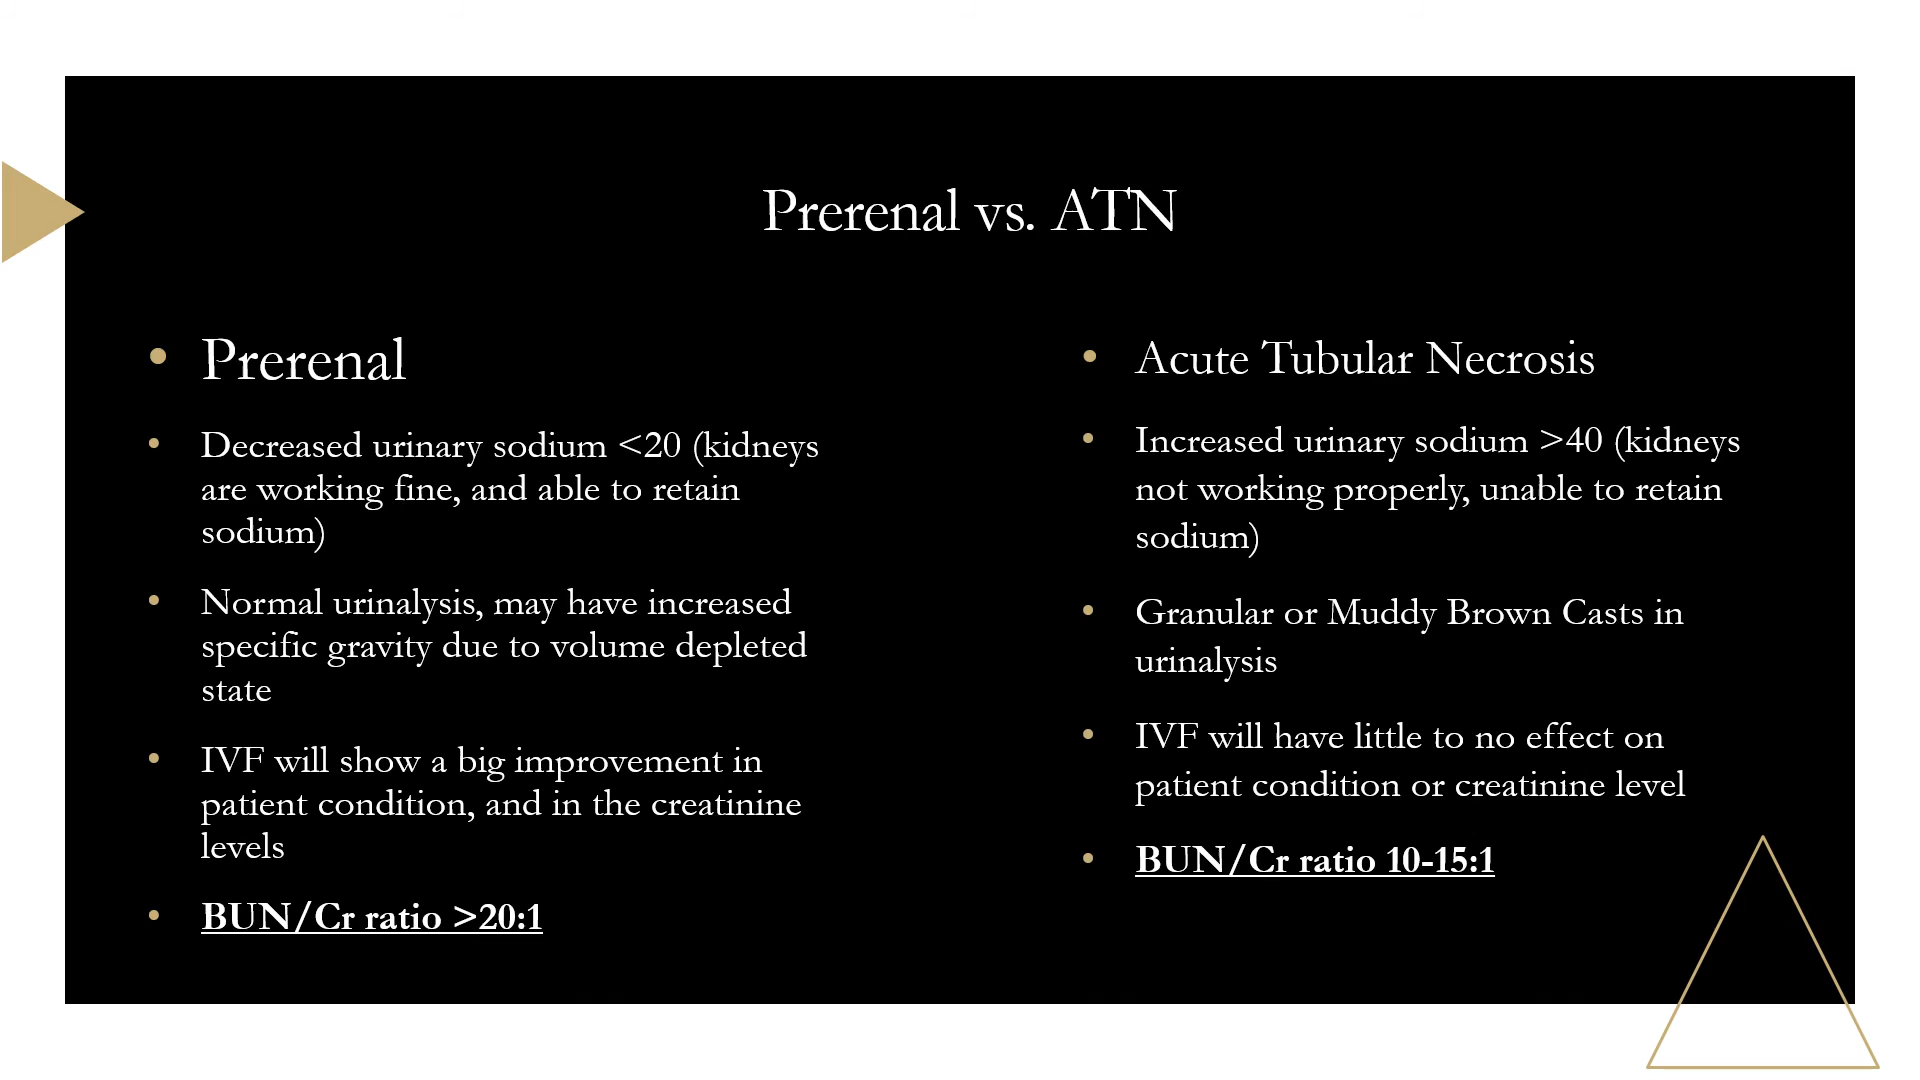 Prerenal vs. ATN
• Prerenal
• Decreased urinary sodium <20 (kidneys
are working fine, and able to retain
sodium)
• Normal urinalysis, may have increased
specific gravity due to volume depleted
state
• IVF will show a big improvement in
patient condition, and in the creatinine
levels
• BUN/Cr ratio >20:1
• Acute Tubular Necrosis
• Increased urinary sodium >40 (kidneys
not working properly, unable to retain
sodium)
• Granular or Muddy Brown Casts in
urinalysis
• IVF will have little to no effect on
patient condition or creatinine level
• BUN/Cr ratio 10-15:1